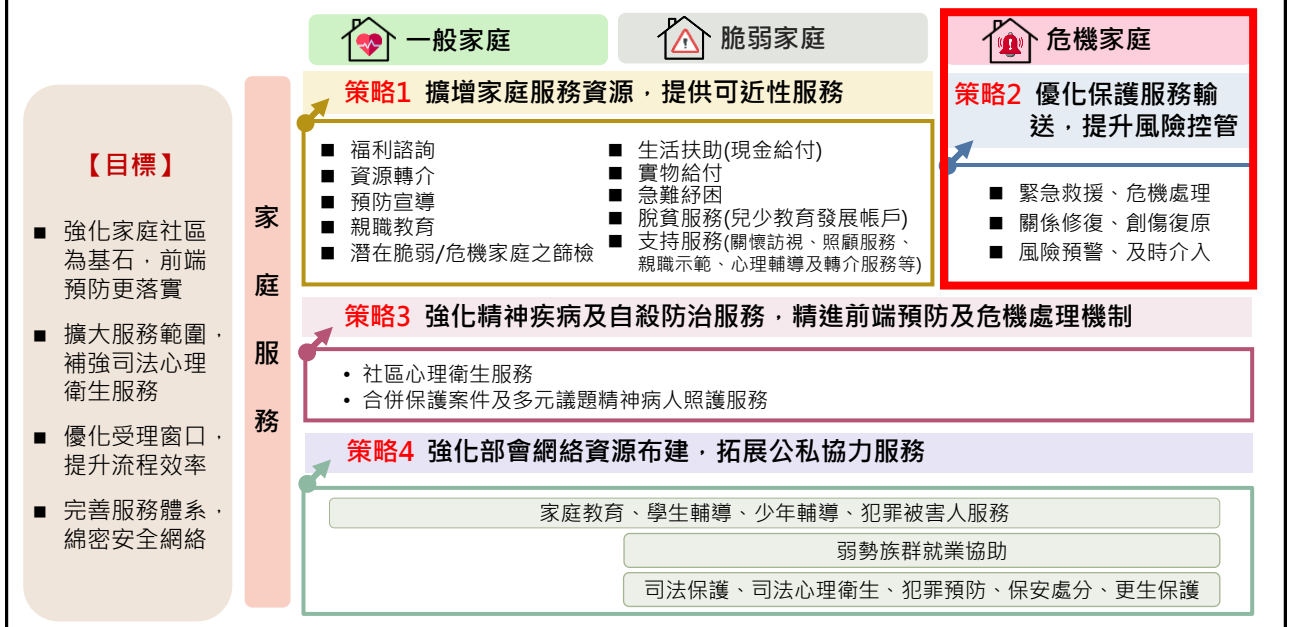 一般家庭
脆弱家庭
危機家庭
【目標】
■ 強化家庭社區
為基石，前端
預防更落實
■ 擴大服務範圍，
補強司法心理
衛生服務
■ 優化受理窗口，
提升流程效率
■ 完善服務體系，
綿密安全網絡
家
庭
服
務
策略1 擴增家庭服務資源，提供可近性服務
■ 福利諮詢
■ 資源轉介
■ 預防宣導
■ 親職教育
■ 潛在脆弱/危機家庭之篩檢
■ 生活扶助(現金給付)
■ 實物給付
■ 急難紓困
■ 脫貧服務(兒少教育發展帳戶)
■ 支持服務(關懷訪視、照顧服務、
親職示範、心理輔導及轉介服務等)
策略2 優化保護服務輸
送，提升風險控管
■ 緊急救援、危機處理
■ 關係修復、創傷復原
■ 風險預警、及時介入
策略3 強化精神疾病及自殺防治服務，精進前端預防及危機處理機制
• 社區心理衛生服務
• 合併保護案件及多元議題精神病人照護服務
策略4 強化部會網絡資源布建，拓展公私協力服務
家庭教育、學生輔導、少年輔導、犯罪被害人服務
弱勢族群就業協助
司法保護、司法心理衛生、犯罪預防、保安處分、更生保護